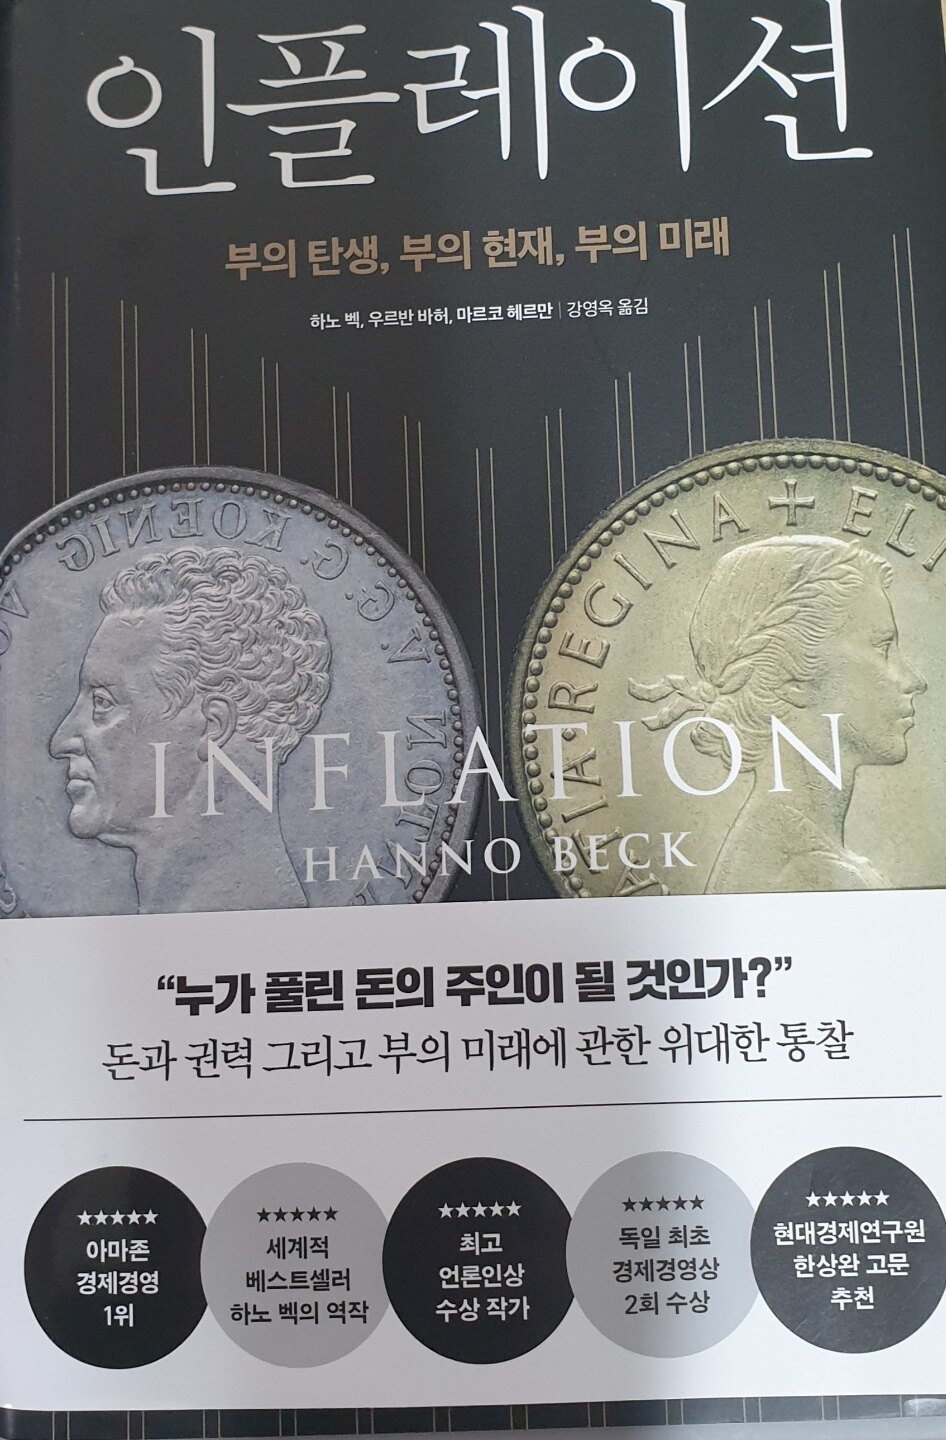 인플레이션
부의 탄생, 부의 현재, 부의 미래
하노 벡, 우르반 바허, 마르코 헤르만 | 강영옥 옮김
KOENIG
G. G. V. V.
REGINA + ELI
INFLATION
HANNO BECK
“누가 풀린 돈의 주인이 될 것인가?”
돈과 권력 그리고 부의 미래에 관한 위대한 통찰
★★★★★
아마존
경제경영
1위
★★★★★
세계적
베스트셀러
하노 벡의 역작
★★★★★
최고
언론인상
수상 작가
★★★★★
독일 최초
경제경영상
2회 수상
★★★★★
현대경제연구원
한상완 고문
추천